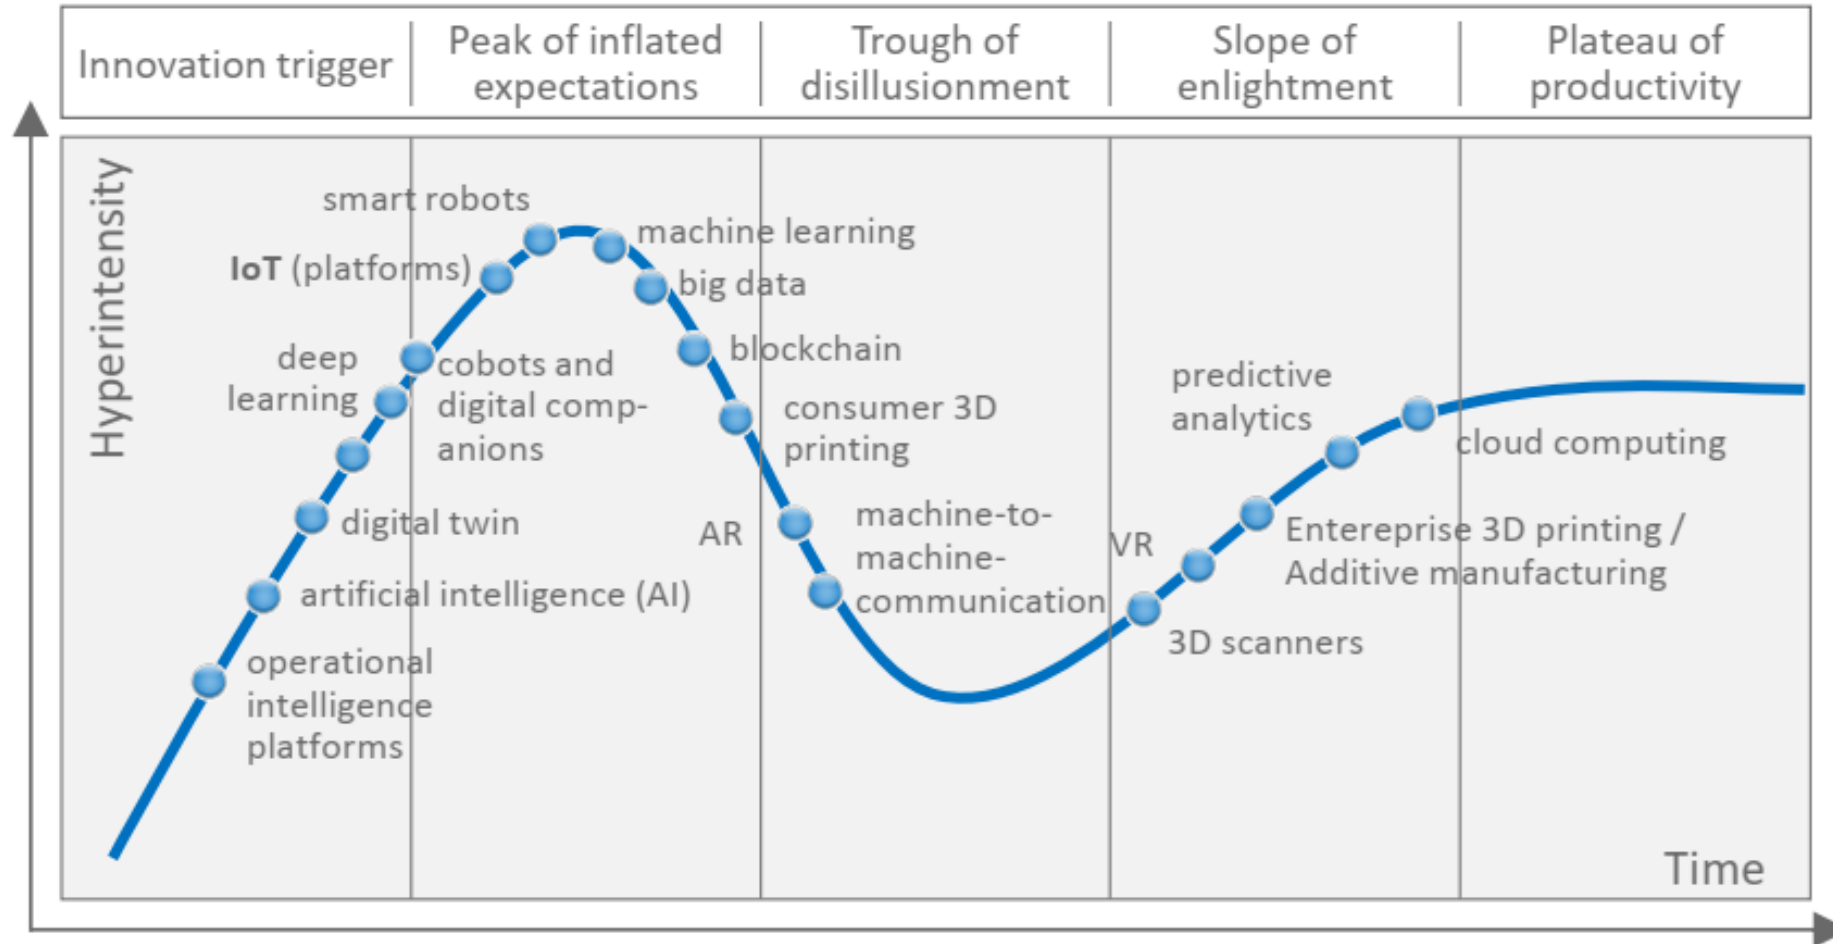 Innovation trigger
Peak of inflated
expectations
Trough of
disillusionment
Slope of
enlightment
Plateau of
productivity
Hyperintensity
smart robots
machine learning
IoT (platforms)
big data
deep
learning
cobots and
digital comp-
anions
blockchain
consumer 3D
printing
digital twin
artificial intelligence (AI)
operational
intelligence
platforms
AR
machine-to-
machine-
communication
VR
3D scanners
Entereprise 3D printing /
Additive manufacturing
predictive
analytics
cloud computing
Time